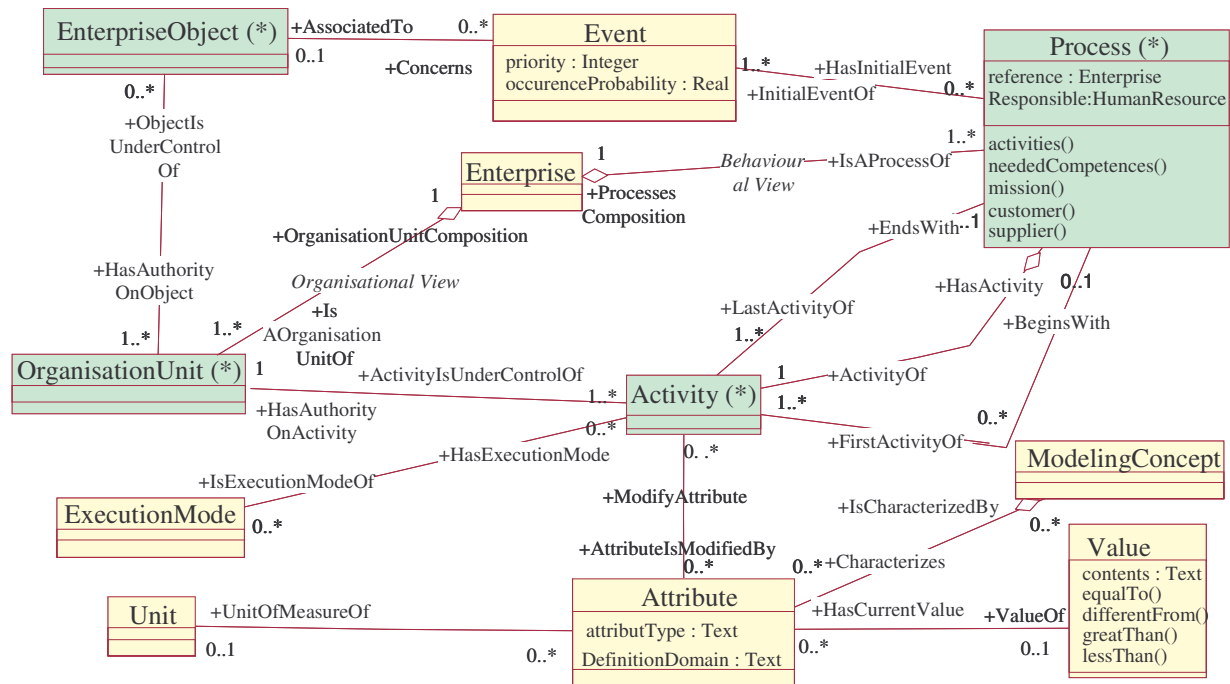 EnterpriseObject (*)
+AssociatedTo
0..*
0..1
+Concerns
Event
priority : Integer
occurenceProbability : Real
1..*
+HasInitialEvent
+InitialEventOf
0..*
Process (*)
reference : Enterprise
Responsible:HumanResource
activities()
neededCompetences()
mission()
customer()
supplier()
0..*
+ObjectIs
UnderControl
Of
+HasAuthority
OnObject
1..*
Enterprise
1
+Processes
Composition
Behaviour
al View
+IsAProcessOf
1..*
1
+OrganisationUnitComposition
Organisational View
+Is
AOrganisation
UnitOf
1..*
+EndsWith
0..1
+LastActivityOf
1..*
+HasActivity
0..1
+BeginsWith
OrganisationUnit (*)
1
+ActivityIsUnderControlOf
1..*
+HasAuthority
OnActivity
Activity (*)
1
+ActivityOf
1..*
0..*
+FirstActivityOf
0..*
+HasExecutionMode
+IsExecutionModeOf
0..*
ExecutionMode
0..*
+ModifyAttribute
+AttributeIsModifiedBy
0..*
ModelingConcept
+IsCharacterizedBy
0..*
0..*
+Characterizes
Unit
+UnitOfMeasureOf
0..1
0..*
Attribute
attributType : Text
DefinitionDomain : Text
+HasCurrentValue
+ValueOf
0..*
0..1
Value
contents : Text
equalTo()
differentFrom()
greatThan()
lessThan()